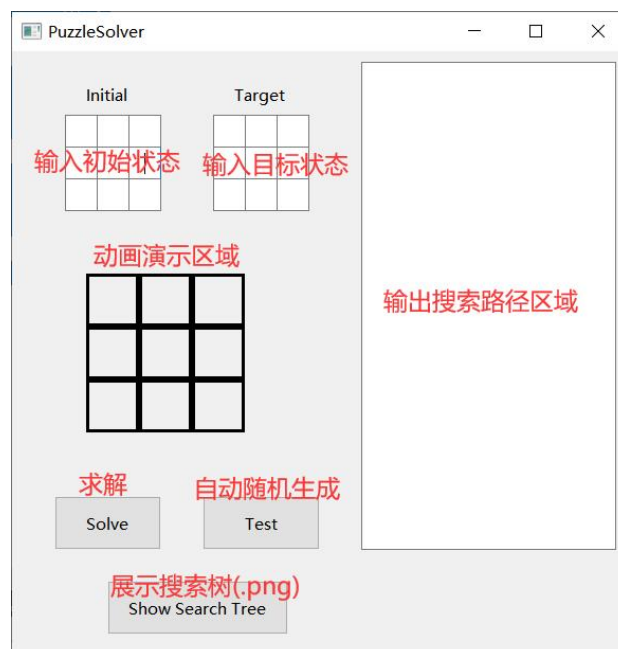 PuzzleSolver
Initial
Target
输入初始状态
输入目标状态
动画演示区域
输出搜索路径区域
求解
自动随机生成
Solve
Test
展示搜索树(.png)
Show Search Tree